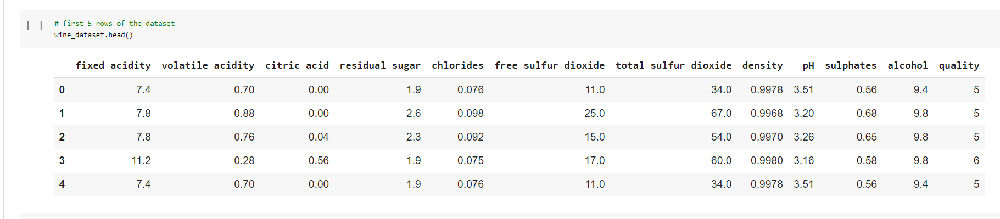 [ ] # first 5 rows of the dataset
wine_dataset.head()
fixed acidity volatile acidity citric acid residual sugar chlorides free sulfur dioxide total sulfur dioxide density pH sulphates alcohol quality
0 7.4 0.70 0.00 1.9 0.076 11.0 34.0 0.9978 3.51 0.56 9.4 5
1 7.8 0.88 0.00 2.6 0.098 25.0 67.0 0.9968 3.20 0.68 9.8 5
2 7.8 0.76 0.04 2.3 0.092 15.0 54.0 0.9970 3.26 0.65 9.8 5
3 11.2 0.28 0.56 1.9 0.075 17.0 60.0 0.9980 3.16 0.58 9.8 6
4 7.4 0.70 0.00 1.9 0.076 11.0 34.0 0.9978 3.51 0.56 9.4 5